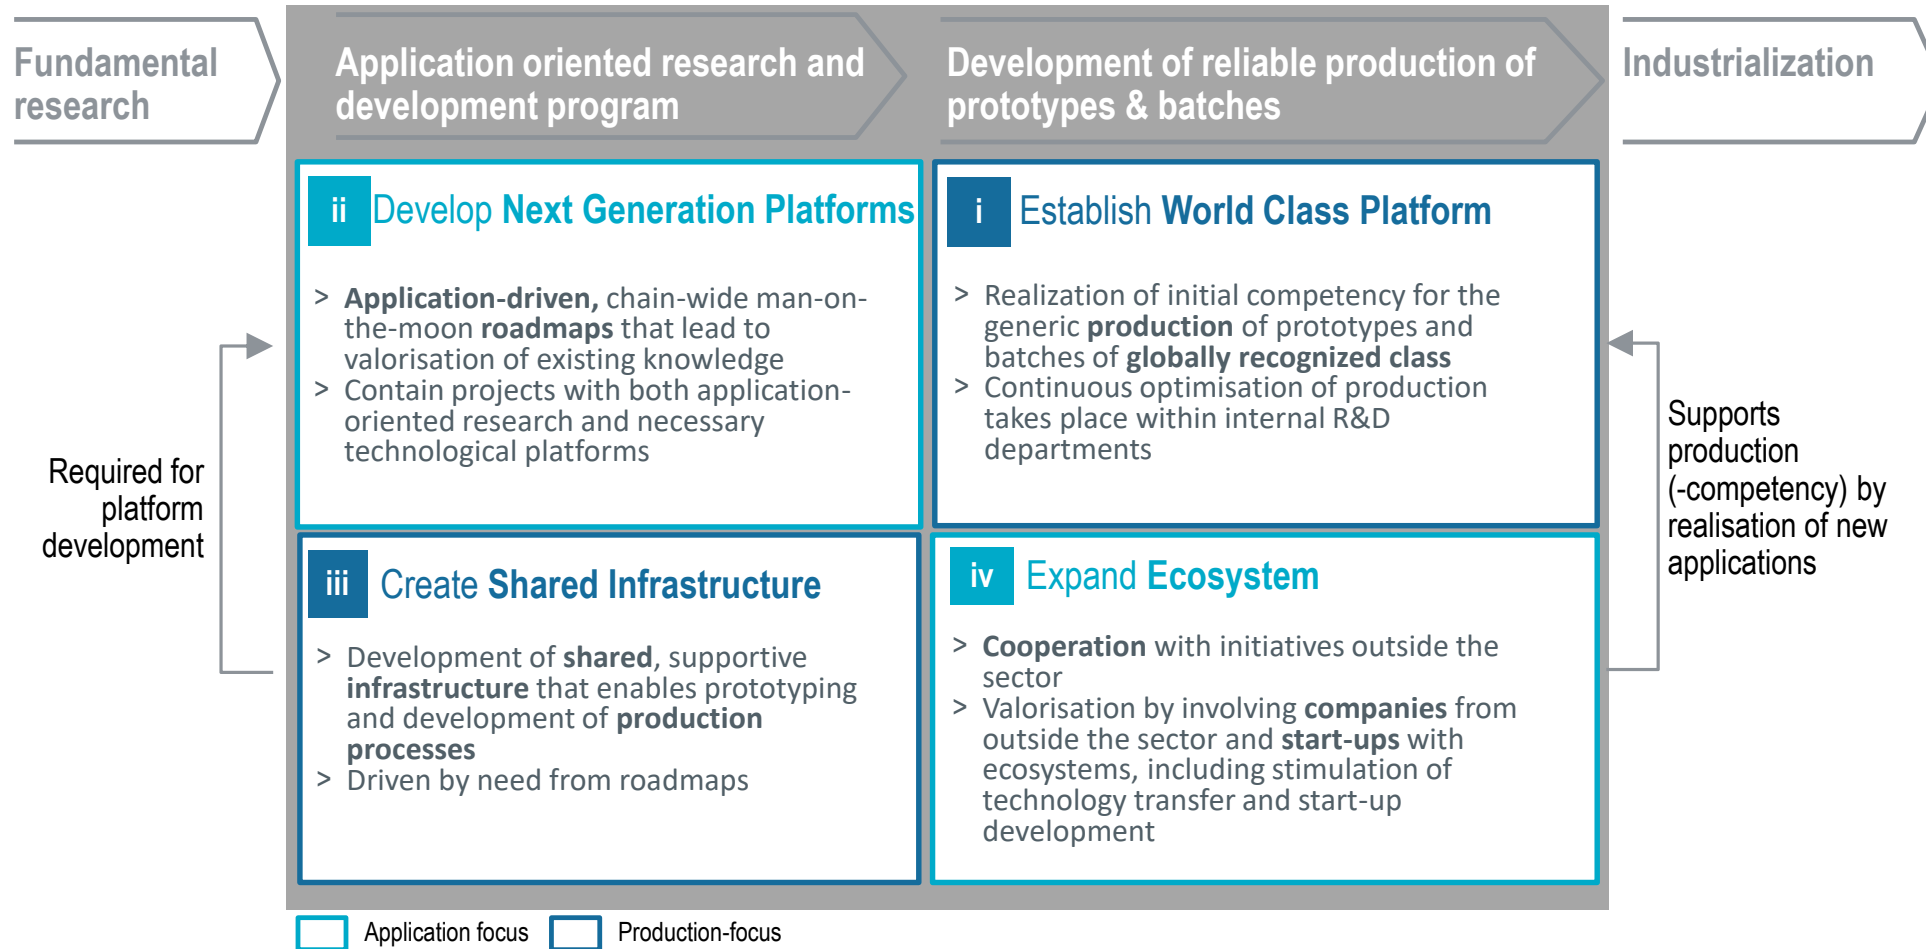 Fundamental
research
Application oriented research and
development program
Development of reliable production of
prototypes & batches
Industrialization
ii Develop Next Generation Platforms
> Application-driven, chain-wide man-on-
the-moon roadmaps that lead to
valorisation of existing knowledge
> Contain projects with both application-
oriented research and necessary
technological platforms
i Establish World Class Platform
> Realization of initial competency for the
generic production of prototypes and
batches of globally recognized class
> Continuous optimisation of production
takes place within internal R&D
departments
Required for
platform
development
iii Create Shared Infrastructure
> Development of shared, supportive
infrastructure that enables prototyping
and development of production
processes
> Driven by need from roadmaps
iv Expand Ecosystem
> Cooperation with initiatives outside the
sector
> Valorisation by involving companies from
outside the sector and start-ups with
ecosystems, including stimulation of
technology transfer and start-up
development
Supports
production
(-competency) by
realisation of new
applications
Application focus
Production-focus